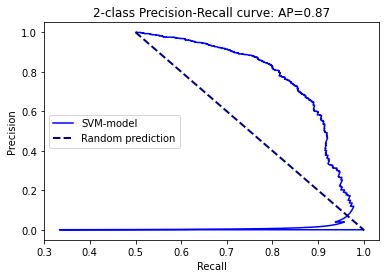 2-class Precision-Recall curve: AP=0.87
Precision
1.0
0.8
0.6
0.4
0.2
0.0
SVM-model
Random prediction
0.3 0.4 0.5 0.6 0.7 0.8 0.9 1.0
Recall